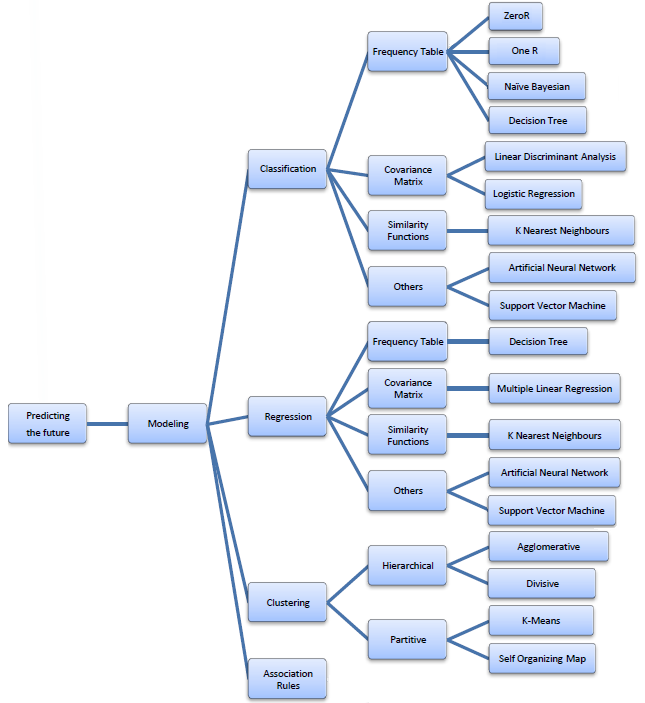 Predicting
the future
Modeling
Classification
Frequency Table
ZeroR
One R
Naïve Bayesian
Decision Tree
Covariance
Matrix
Linear Discriminant Analysis
Logistic Regression
Similarity
Functions
K Nearest Neighbours
Others
Artificial Neural Network
Support Vector Machine
Regression
Frequency Table
Decision Tree
Covariance
Matrix
Multiple Linear Regression
Similarity
Functions
K Nearest Neighbours
Others
Artificial Neural Network
Support Vector Machine
Clustering
Hierarchical
Agglomerative
Divisive
Partitive
K-Means
Self Organizing Map
Association
Rules